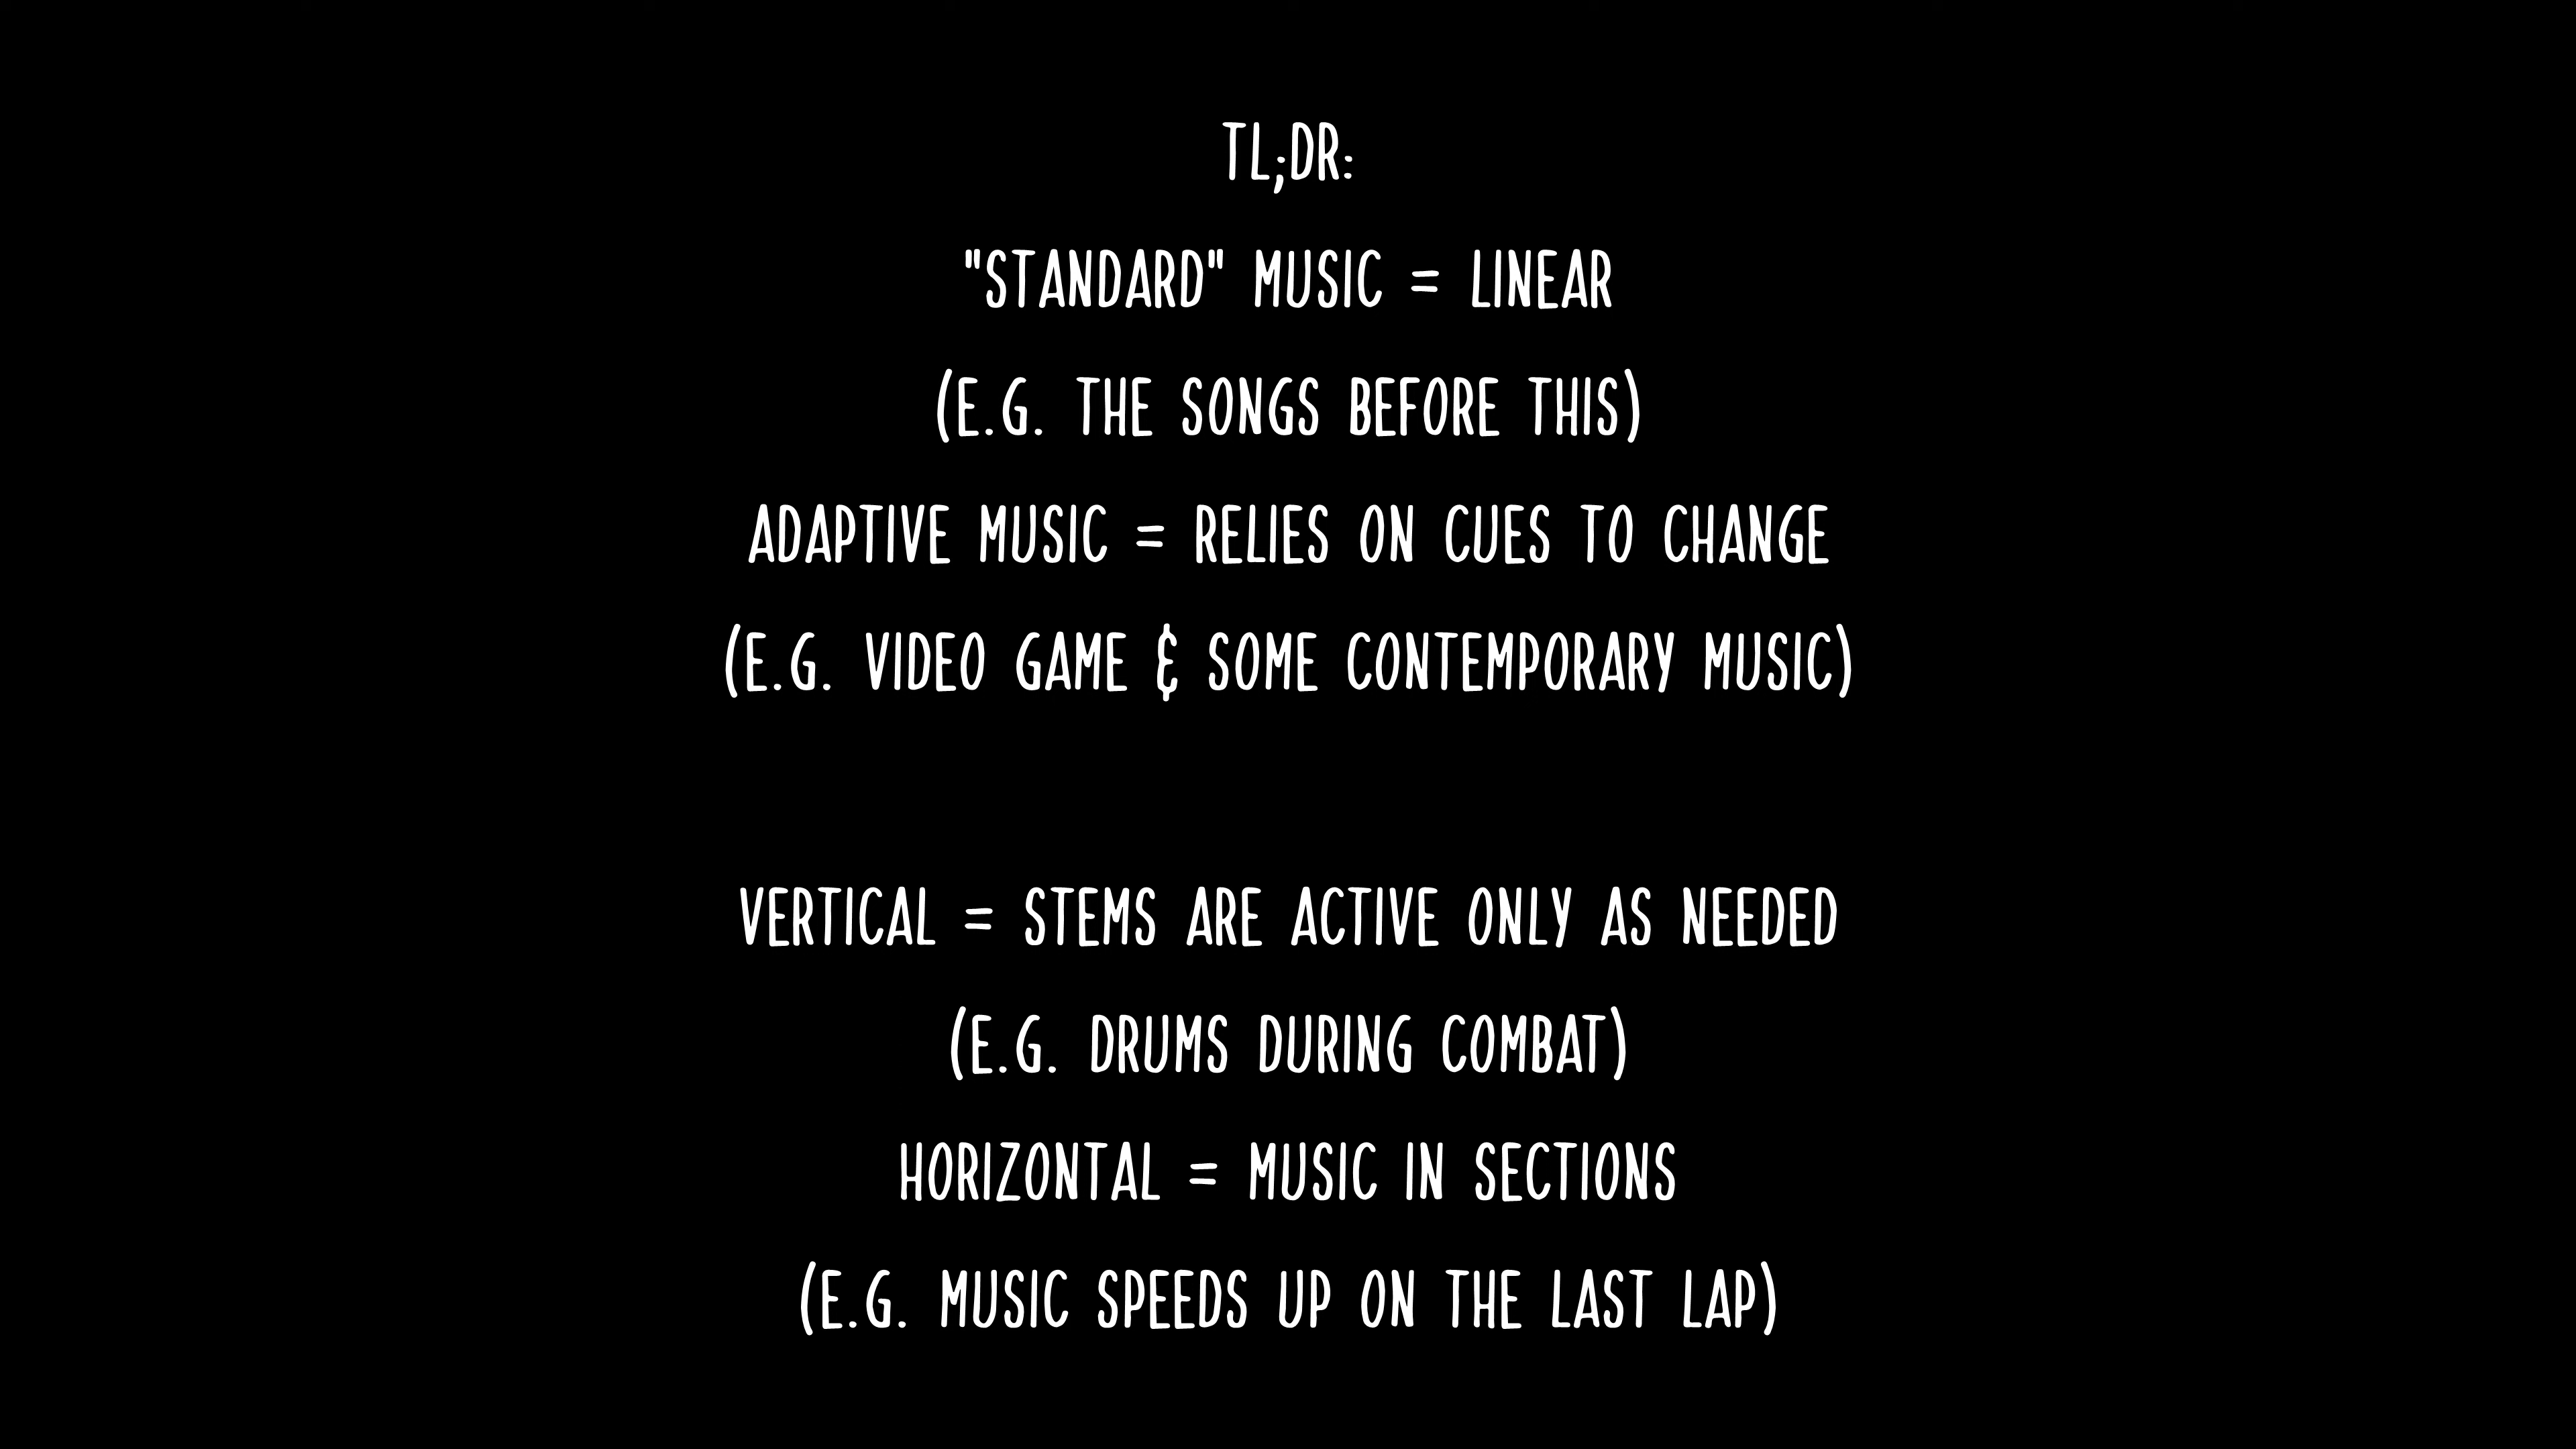 TL;DR:
"STANDARD" MUSIC = LINEAR
(E.G. THE SONGS BEFORE THIS)
ADAPTIVE MUSIC = RELIES ON CUES TO CHANGE
(E.G. VIDEO GAME & SOME CONTEMPORARY MUSIC)
VERTICAL = STEMS ARE ACTIVE ONLY AS NEEDED
(E.G. DRUMS DURING COMBAT)
HORIZONTAL = MUSIC IN SECTIONS
(E.G. MUSIC SPEEDS UP ON THE LAST LAP)